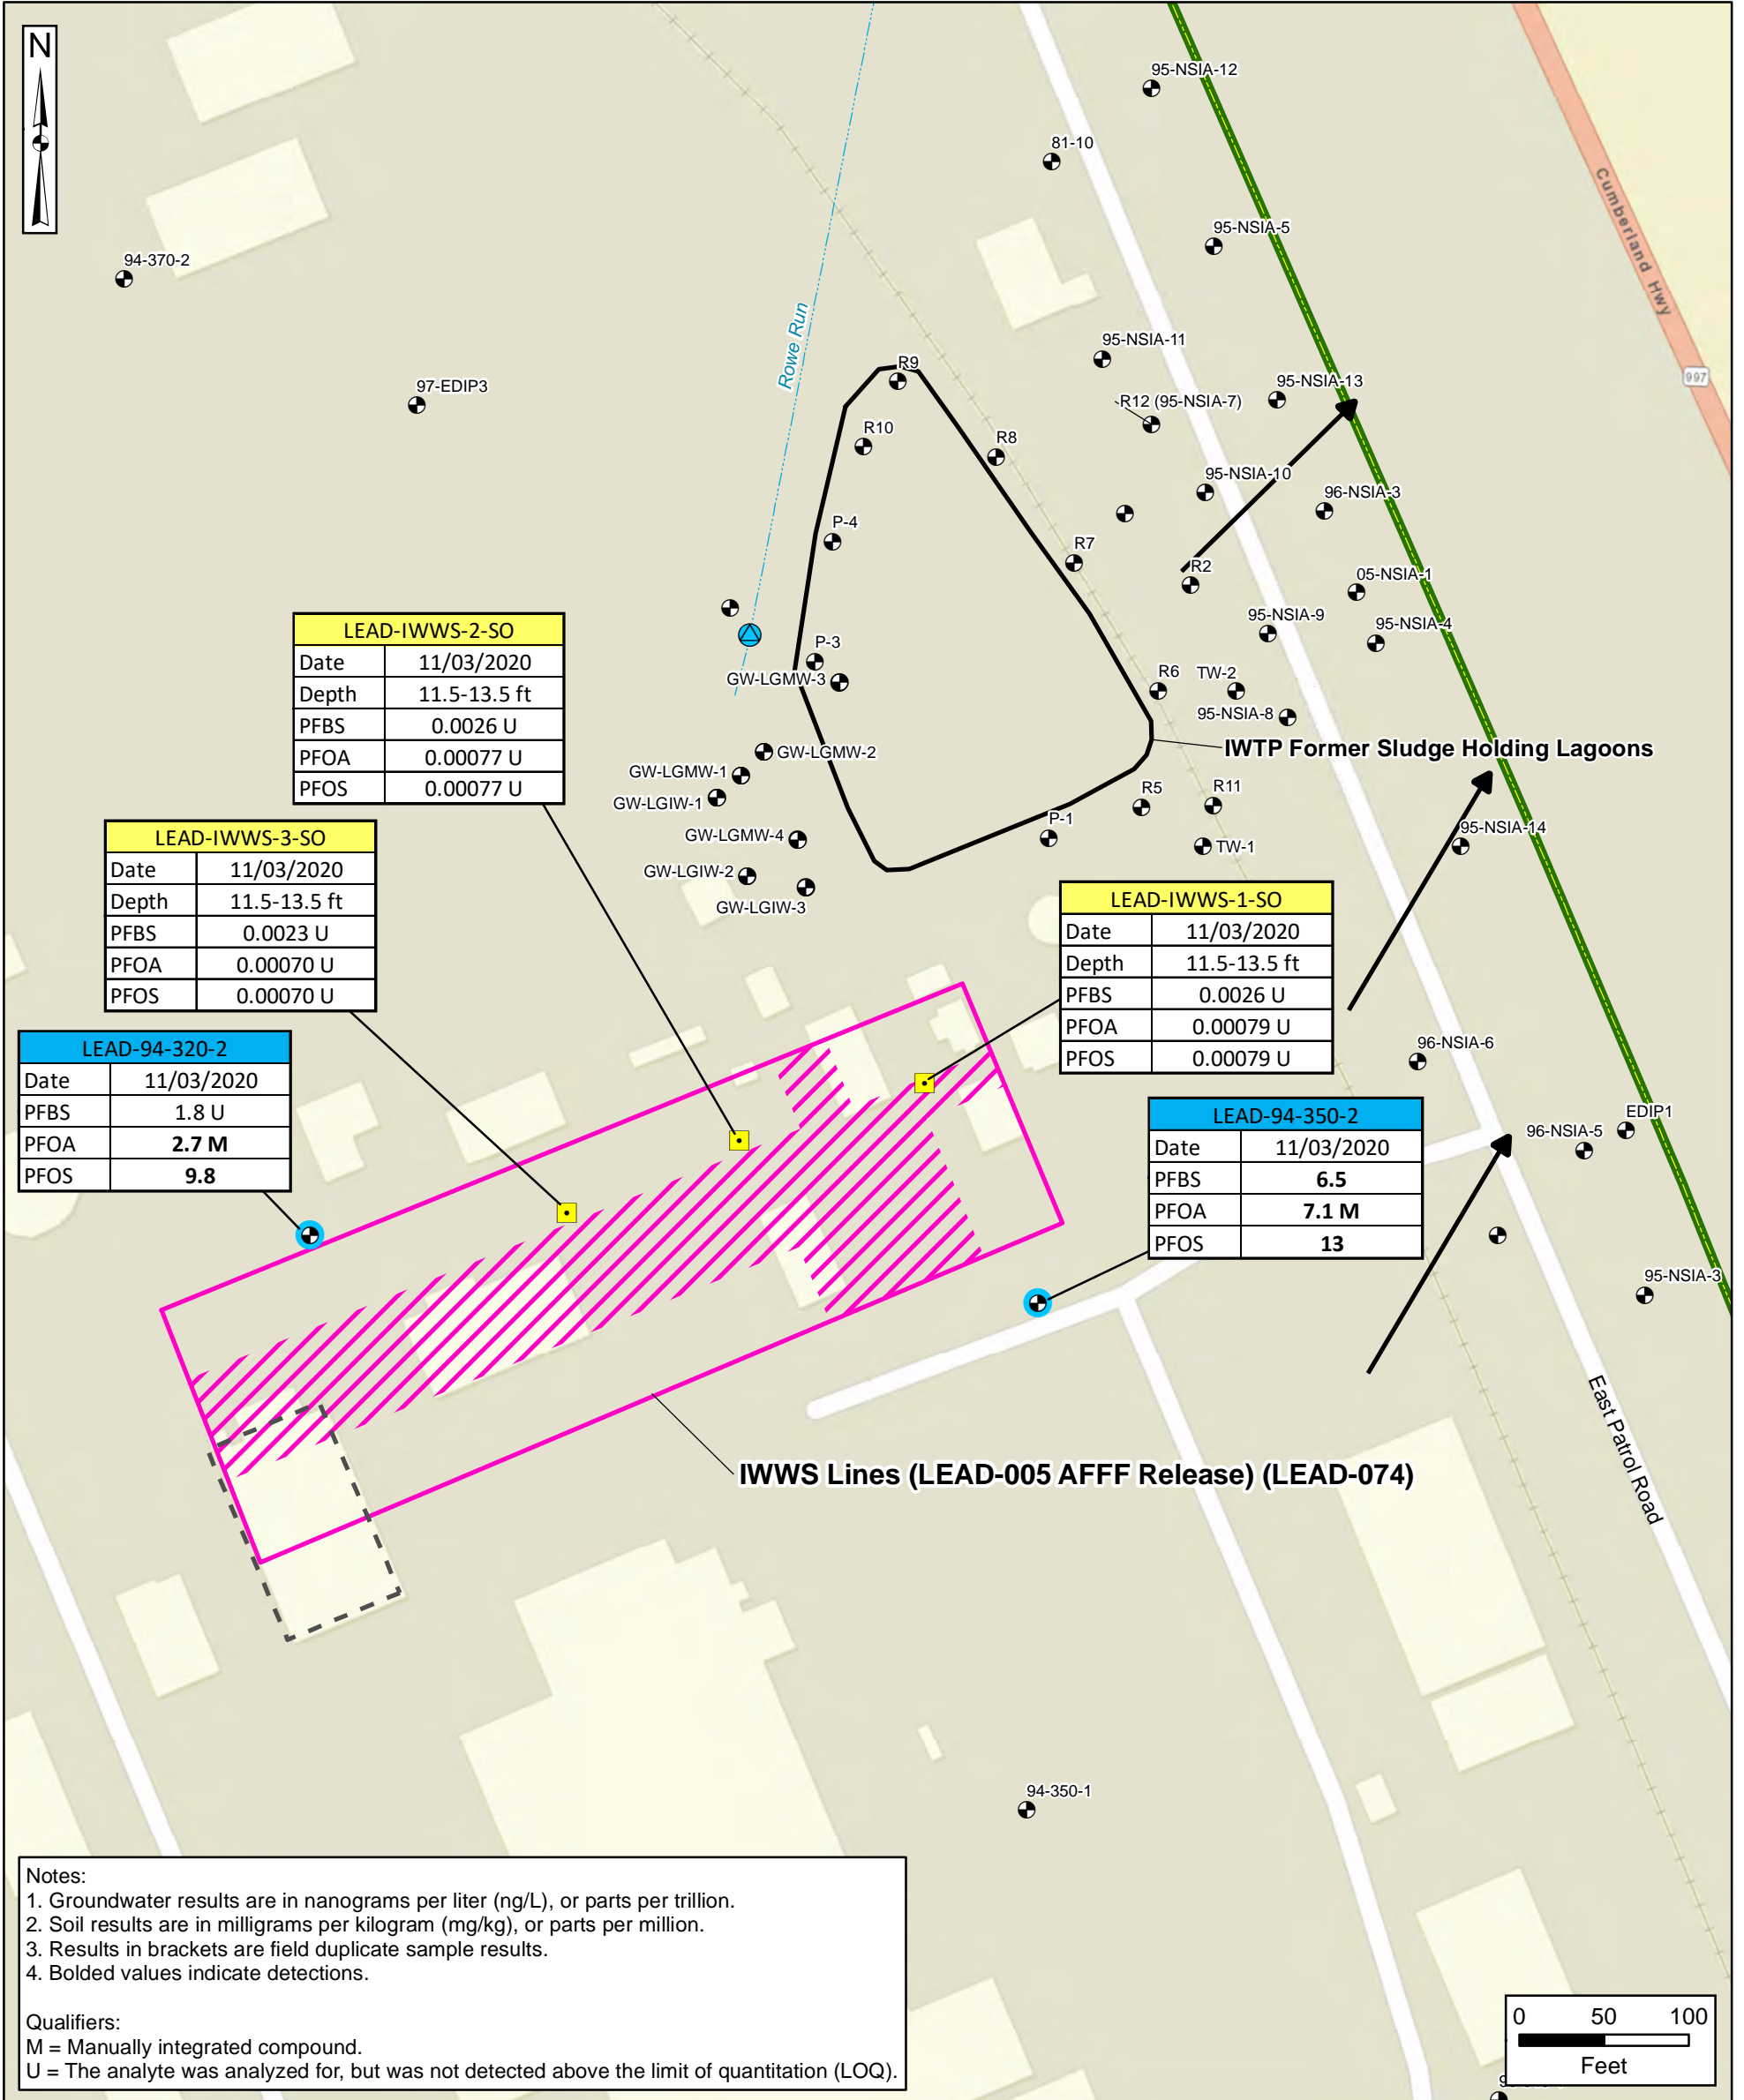 N
95-NSIA-12
81-10
95-NSIA-5
Cumberland Hwy
94-370-2
Rowe Run
95-NSIA-11
997
97-EDIP3
R9
95-NSIA-13
R12 (95-NSIA-7)
R10
R8
95-NSIA-10
96-NSIA-3
P-4
R7
R2
05-NSIA-1
95-NSIA-9
95-NSIA-4
P-3
GW-LGMW-3
R6
TW-2
95-NSIA-8
IWTP Former Sludge Holding Lagoons
GW-LGMW-2
GW-LGMW-1
GW-LGIW-1
R5
R11
P-1
TW-1
95-NSIA-14
GW-LGMW-4
GW-LGIW-2
GW-LGIW-3
LEAD-IWWS-2-SO
Date 11/03/2020
Depth 11.5-13.5 ft
PFBS 0.0026 U
PFOA 0.00077 U
PFOS 0.00077 U
LEAD-IWWS-3-SO
Date 11/03/2020
Depth 11.5-13.5 ft
PFBS 0.0023 U
PFOA 0.00070 U
PFOS 0.00070 U
LEAD-IWWS-1-SO
Date 11/03/2020
Depth 11.5-13.5 ft
PFBS 0.0026 U
PFOA 0.00079 U
PFOS 0.00079 U
LEAD-94-320-2
Date 11/03/2020
PFBS 1.8 U
PFOA 2.7 M
PFOS 9.8
96-NSIA-6
LEAD-94-350-2
Date 11/03/2020
PFBS 6.5
PFOA 7.1 M
PFOS 13
EDIP1
96-NSIA-5
95-NSIA-3
East Patrol Road
IWWS Lines (LEAD-005 AFFF Release) (LEAD-074)
94-350-1
Notes:
1. Groundwater results are in nanograms per liter (ng/L), or parts per trillion.
2. Soil results are in milligrams per kilogram (mg/kg), or parts per million.
3. Results in brackets are field duplicate sample results.
4. Bolded values indicate detections.
Qualifiers:
M = Manually integrated compound.
U = The analyte was analyzed for, but was not detected above the limit of quantitation (LOQ).
0 50 100
Feet